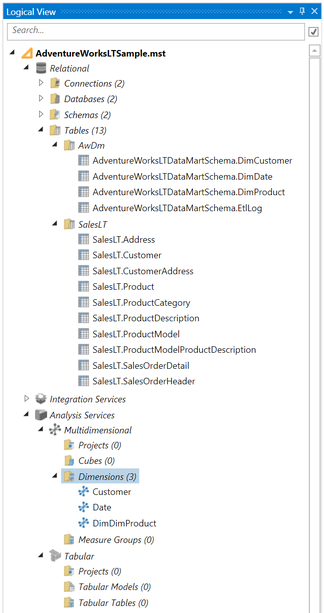 Logical View
Search...
AdventureWorksLTSample.mst
Relational
Connections (2)
Databases (2)
Schemas (2)
Tables (13)
AwDm
AdventureWorksLTDataMartSchema.DimCustomer
AdventureWorksLTDataMartSchema.DimDate
AdventureWorksLTDataMartSchema.DimProduct
AdventureWorksLTDataMartSchema.EtlLog
SalesLT
SalesLT.Address
SalesLT.Customer
SalesLT.CustomerAddress
SalesLT.Product
SalesLT.ProductCategory
SalesLT.ProductDescription
SalesLT.ProductModel
SalesLT.ProductModelProductDescription
SalesLT.SalesOrderDetail
SalesLT.SalesOrderHeader
Integration Services
Analysis Services
Multidimensional
Projects (0)
Cubes (0)
Dimensions (3)
Customer
Date
DimDimProduct
Measure Groups (0)
Tabular
Projects (0)
Tabular Models (0)
Tabular Tables (0)